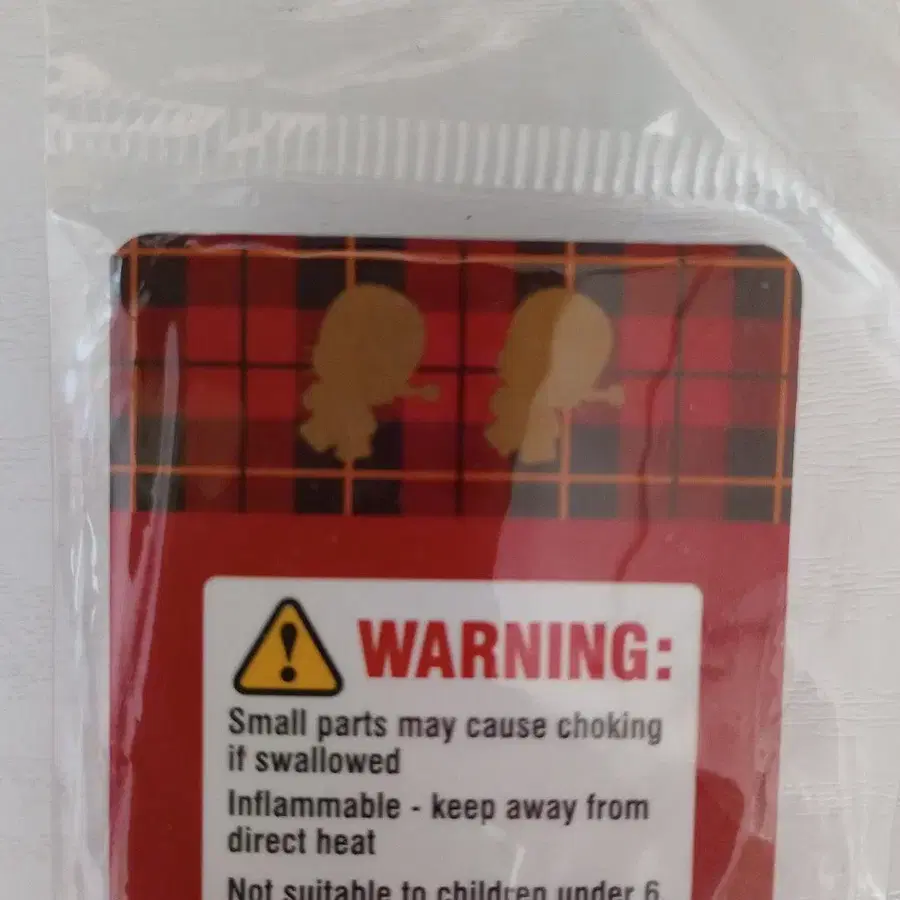 WARNING:
Small parts may cause choking
if swallowed
Inflammable - keep away from
direct heat
Not suitable to children under 6